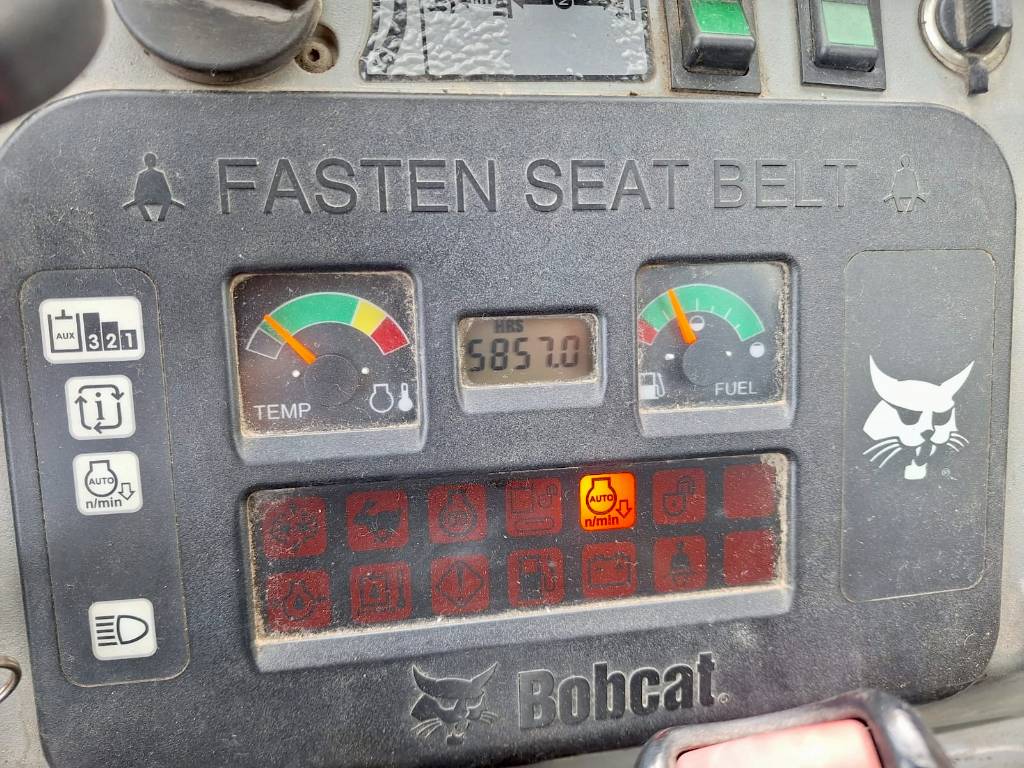 FASTEN SEAT BELT
AUX 3 2 1
HRS
5857.0
TEMP
FUEL
i
AUTO
n/min
AUTO
n/min
Bobcat